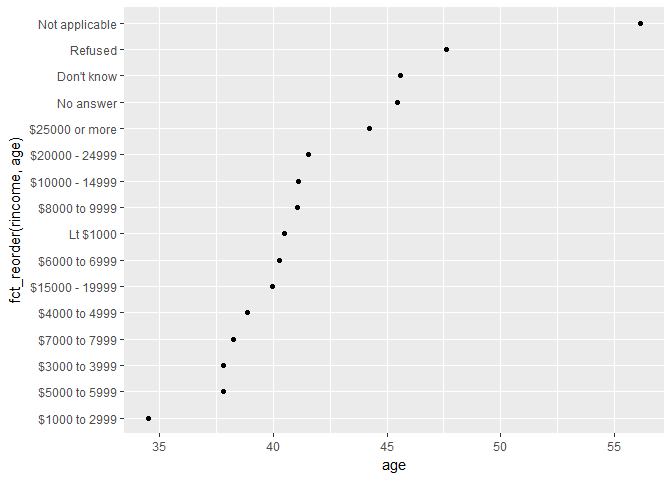 Not applicable
Refused
Don't know
No answer
$25000 or more
$20000 - 24999
$10000 - 14999
$8000 to 9999
Lt $1000
$6000 to 6999
$15000 - 19999
$4000 to 4999
$7000 to 7999
$3000 to 3999
$5000 to 5999
$1000 to 2999
fct_reorder(rincome, age)
35 40 45 50 55
age